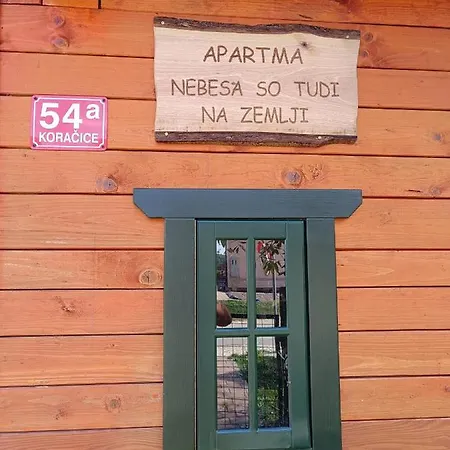 APARTMA
NEBESA SO TUDI
NA ZEMLJI
54a
KORAČICE